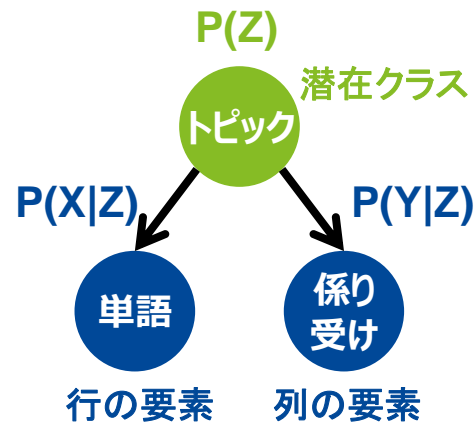 P(Z)
潜在クラス
トピック
P(X|Z)
P(Y|Z)
単語
係り
受け
行の要素
列の要素